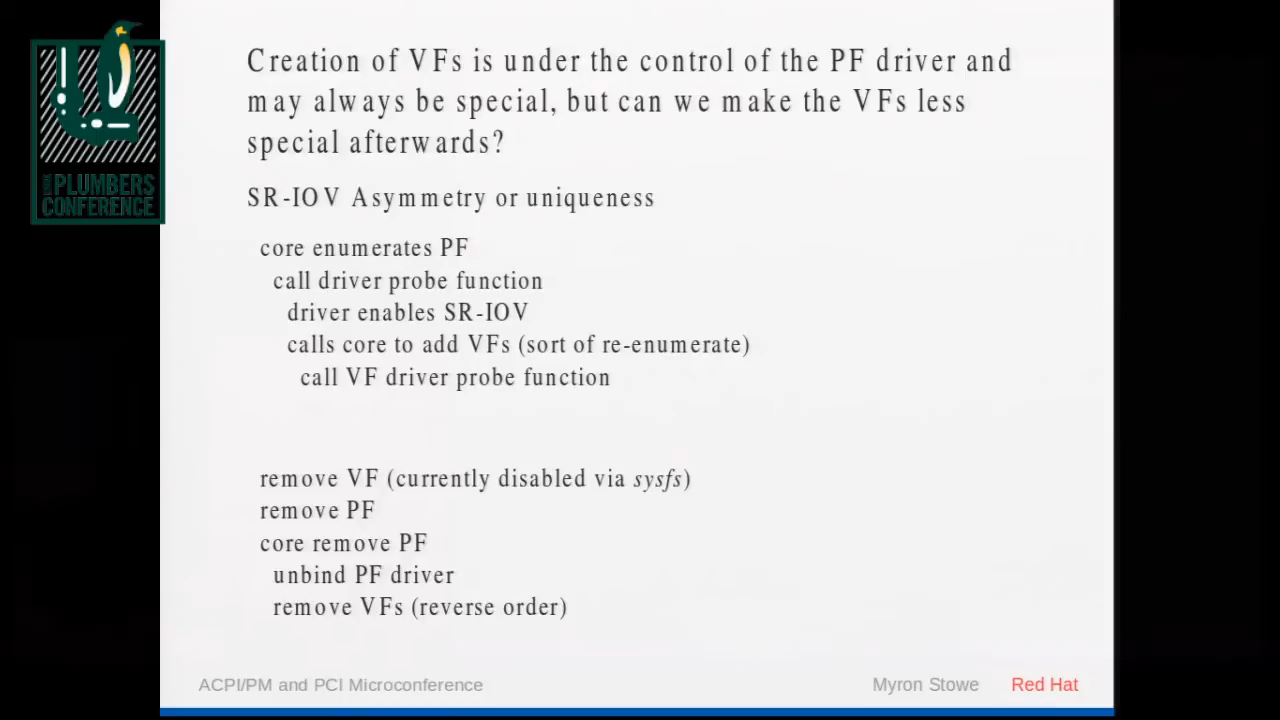 LINUX
PLUMBERS
CONFERENCE
Creation of VFs is under the control of the PF driver and
may always be special, but can we make the VFs less
special afterwards?
SR-IOV Asymmetry or uniqueness
core enumerates PF
call driver probe function
driver enables SR-IOV
calls core to add VFs (sort of re-enumerate)
call VF driver probe function
remove VF (currently disabled via sysfs)
remove PF
core remove PF
unbind PF driver
remove VFs (reverse order)
ACPI/PM and PCI Microconference
Myron Stowe Red Hat